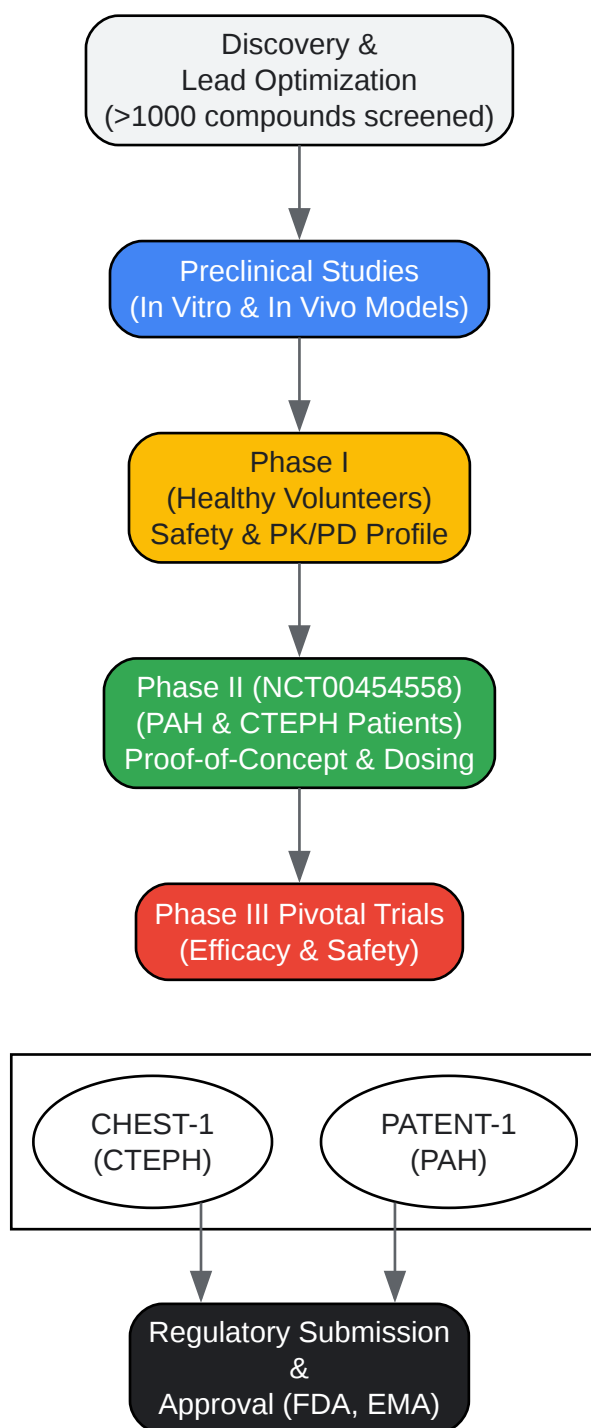 Discovery &
Lead Optimization
(>1000 compounds screened)
Preclinical Studies
(In Vitro & In Vivo Models)
Phase I
(Healthy Volunteers)
Safety & PK/PD Profile
Phase II (NCT00454558)
(PAH & CTEPH Patients)
Proof-of-Concept & Dosing
Phase III Pivotal Trials
(Efficacy & Safety)
CHEST-1
(CTEPH)
PATENT-1
(PAH)
Regulatory Submission
&
Approval (FDA, EMA)